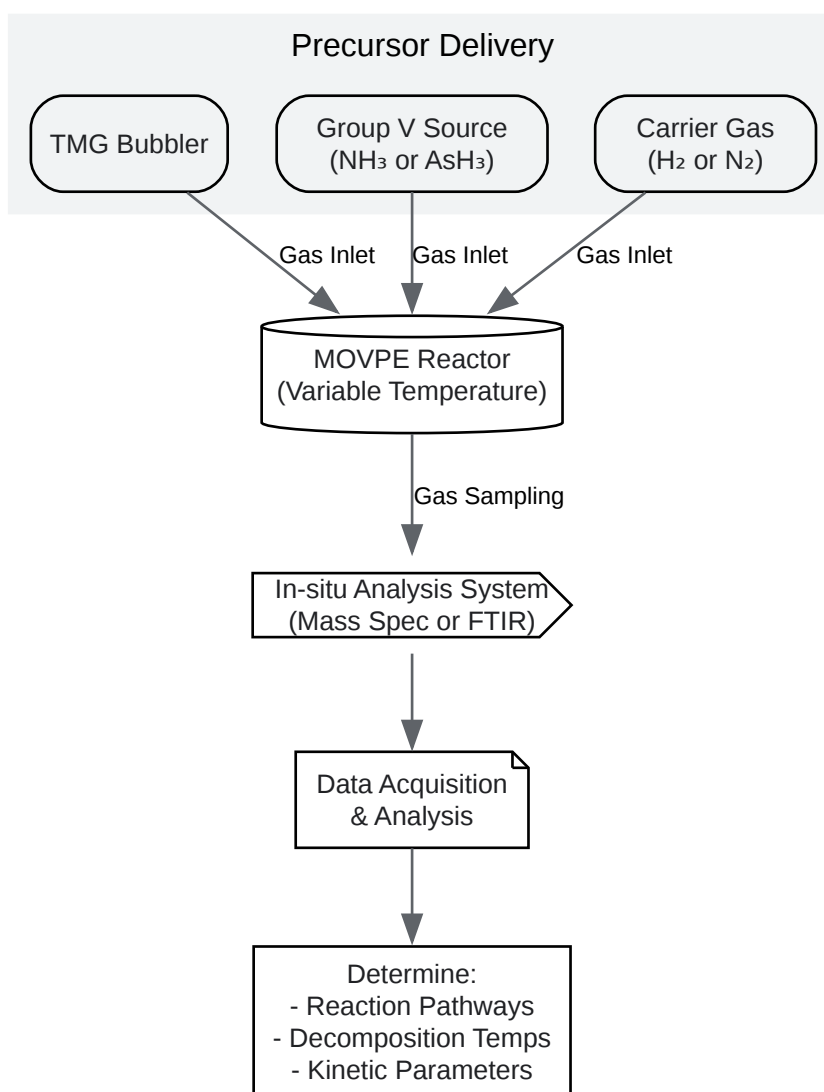 Precursor Delivery
TMG Bubbler
Group V Source
(NH₃ or AsH₃)
Carrier Gas
(H₂ or N₂)
Gas Inlet
Gas Inlet
Gas Inlet
MOVPE Reactor
(Variable Temperature)
Gas Sampling
In-situ Analysis System
(Mass Spec or FTIR)
Data Acquisition
& Analysis
Determine:
- Reaction Pathways
- Decomposition Temps
- Kinetic Parameters